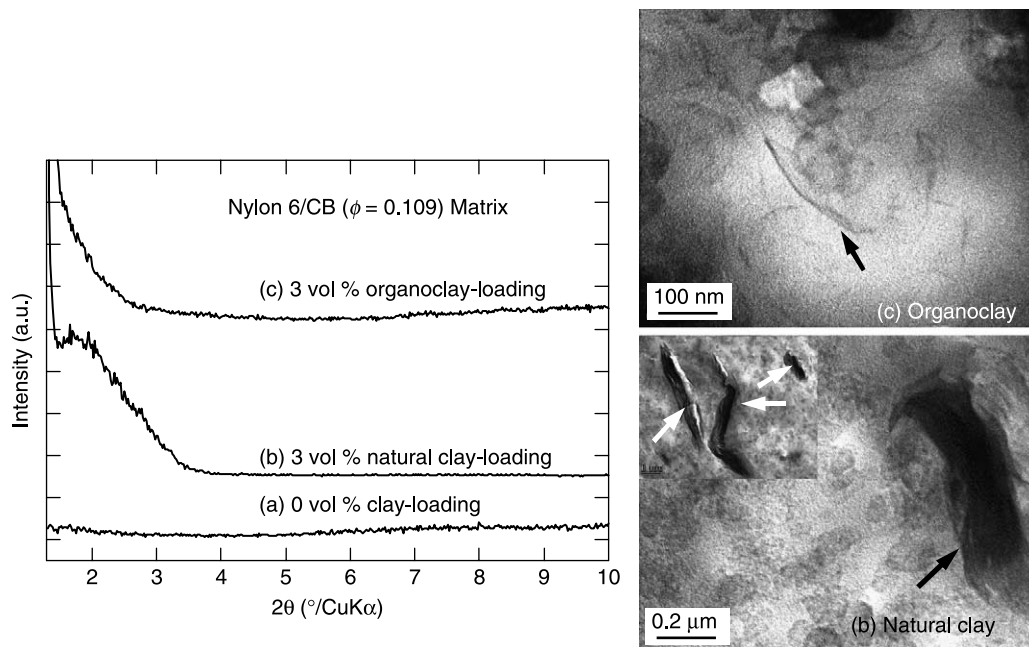 Nylon 6/CB (ϕ = 0.109) Matrix
(c) 3 vol % organoclay-loading
(b) 3 vol % natural clay-loading
(a) 0 vol % clay-loading
Intensity (a.u.)
2 3 4 5 6 7 8 9 10
2θ (°/CuKα)
100 nm
(c) Organoclay
0.2 μm
(b) Natural clay